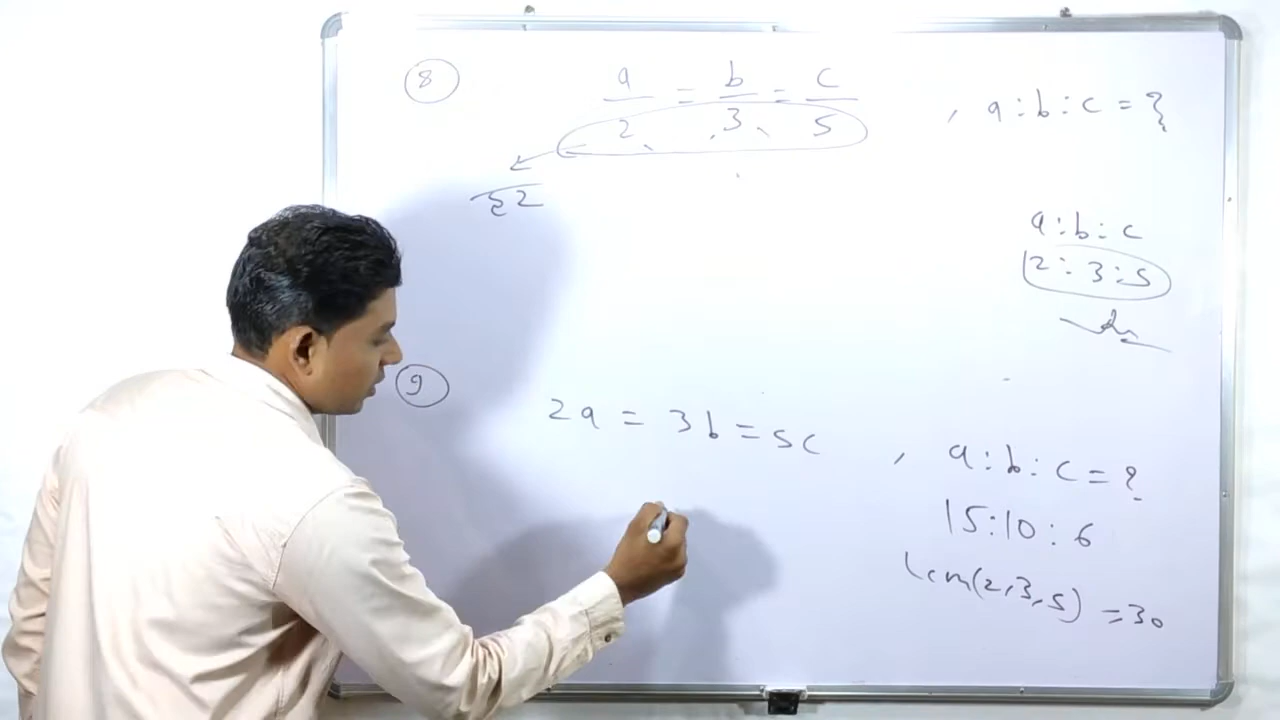 8
a/2 = b/3 = c/5 , a : b : c = ?
a : b : c
2 : 3 : 5
9
2a = 3b = 5c , a : b : c = ?
15 : 10 : 6
Lcm(2,3,5) = 30